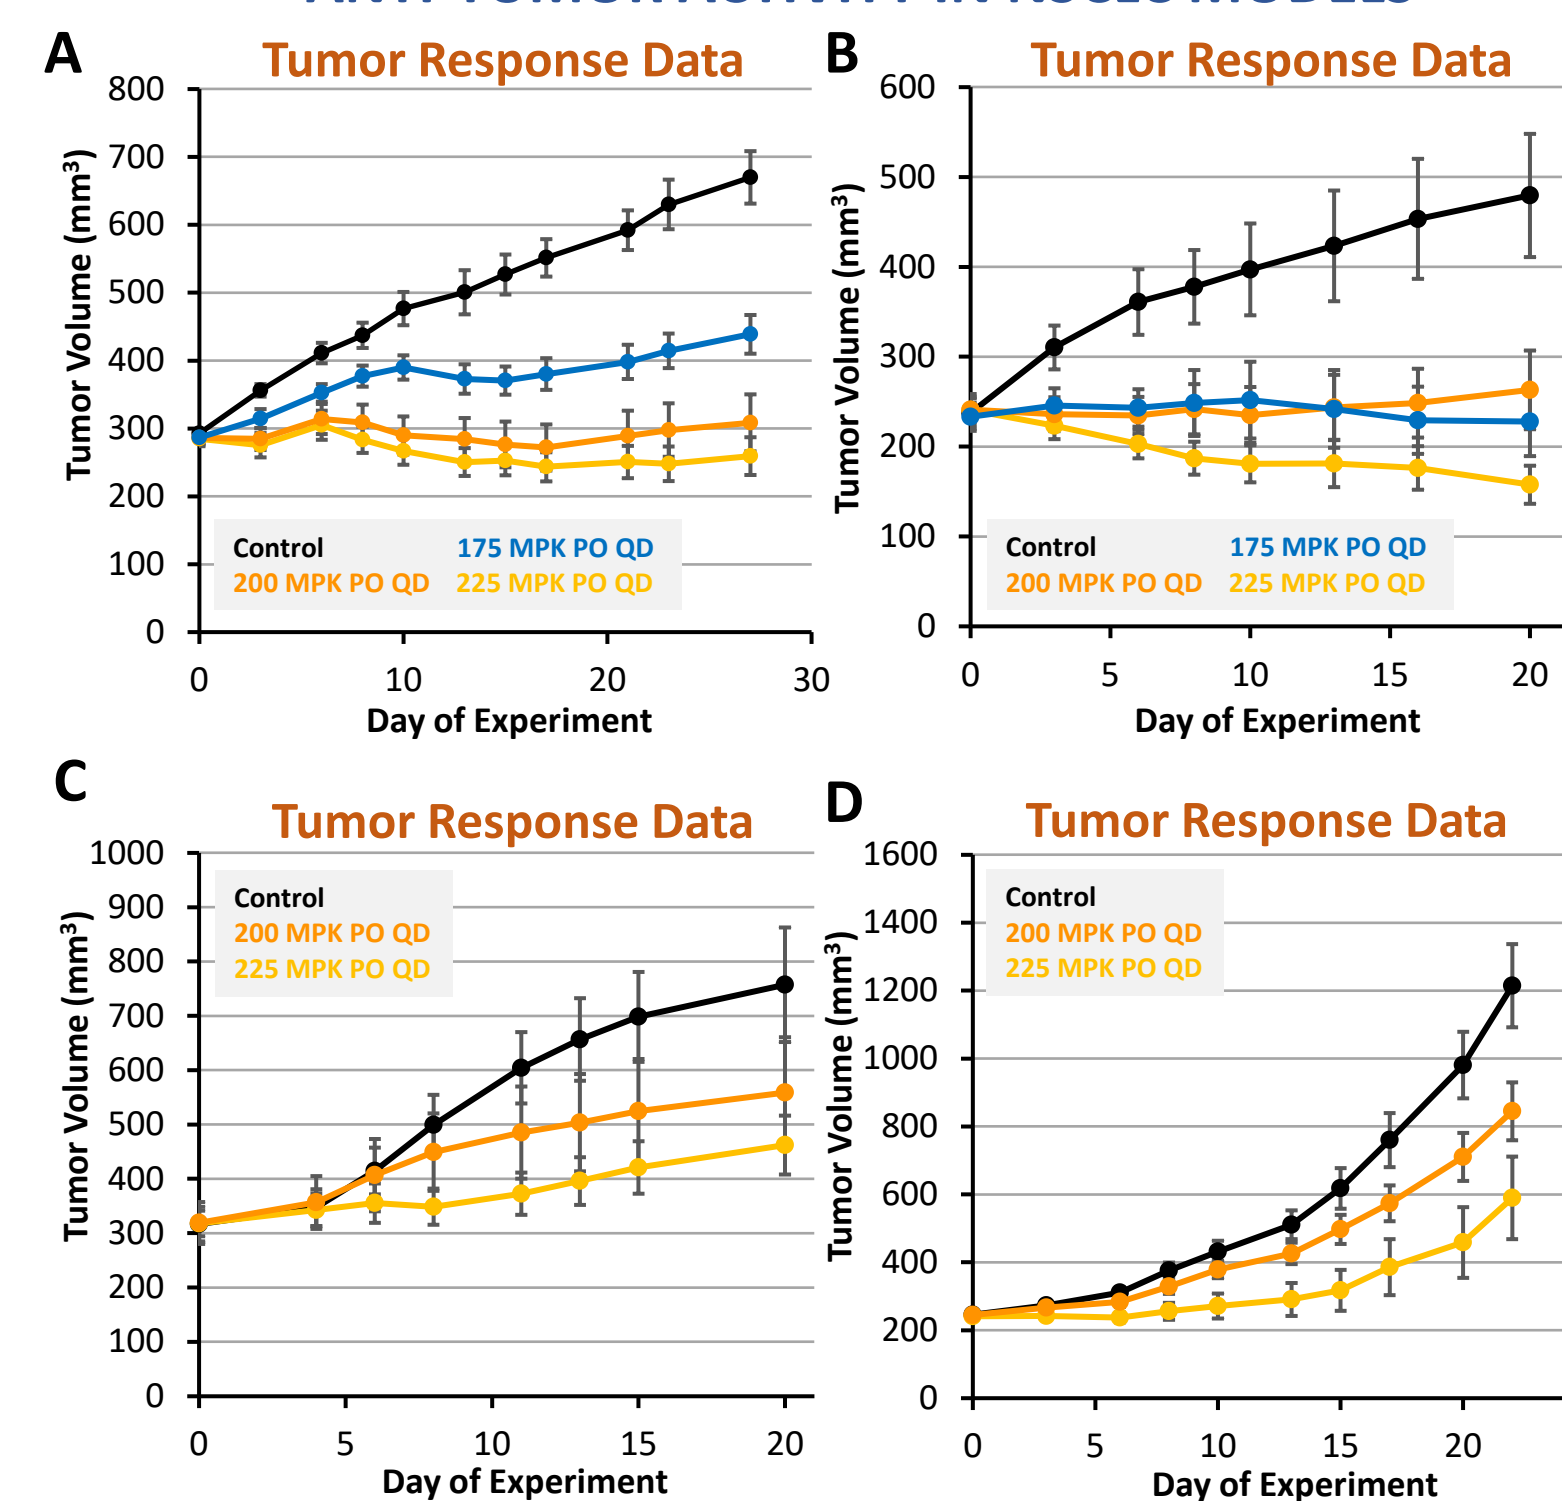 A
Tumor Response Data
800
700
600
500
400
300
200
100
0
Tumor Volume (mm³)
Control 175 MPK PO QD
200 MPK PO QD 225 MPK PO QD
0 10 20 30
Day of Experiment
B
Tumor Response Data
600
500
400
300
200
100
0
Tumor Volume (mm³)
Control 175 MPK PO QD
200 MPK PO QD 225 MPK PO QD
0 5 10 15 20
Day of Experiment
C
Tumor Response Data
1000
900
800
700
600
500
400
300
200
100
0
Tumor Volume (mm³)
Control
200 MPK PO QD
225 MPK PO QD
0 5 10 15 20
Day of Experiment
D
Tumor Response Data
1600
1400
1200
1000
800
600
400
200
0
Tumor Volume (mm³)
Control
200 MPK PO QD
225 MPK PO QD
0 5 10 15 20
Day of Experiment